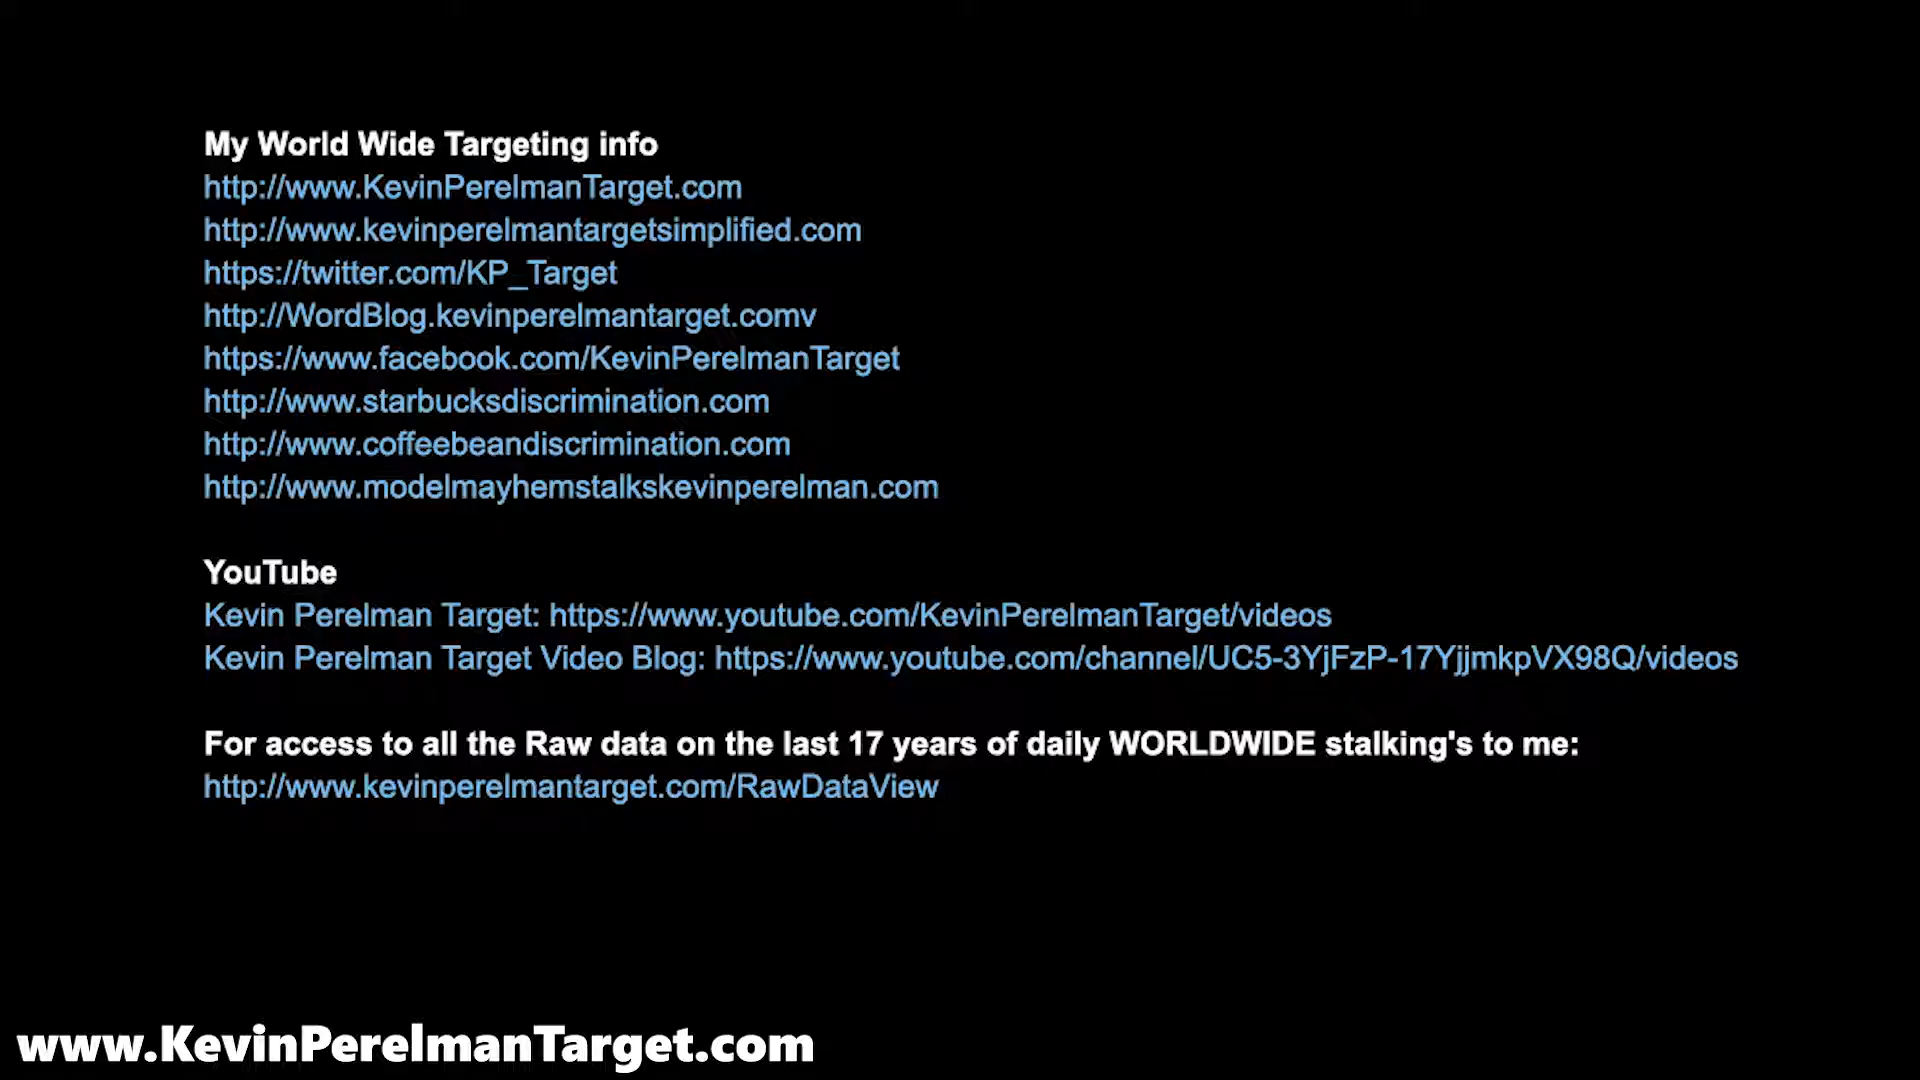 My World Wide Targeting info
http://www.KevinPerelmanTarget.com
http://www.kevinperelmantargetsimplified.com
https://twitter.com/KP_Target
http://WordBlog.kevinperelmantarget.comv
https://www.facebook.com/KevinPerelmanTarget
http://www.starbucksdiscrimination.com
http://www.coffeebeandiscrimination.com
http://www.modelmayhemstalkskevinperelman.com
YouTube
Kevin Perelman Target: https://www.youtube.com/KevinPerelmanTarget/videos
Kevin Perelman Target Video Blog: https://www.youtube.com/channel/UC5-3YjFzP-17YjjmkpVX98Q/videos
For access to all the Raw data on the last 17 years of daily WORLDWIDE stalking's to me:
http://www.kevinperelmantarget.com/RawDataView
www.KevinPerelmanTarget.com